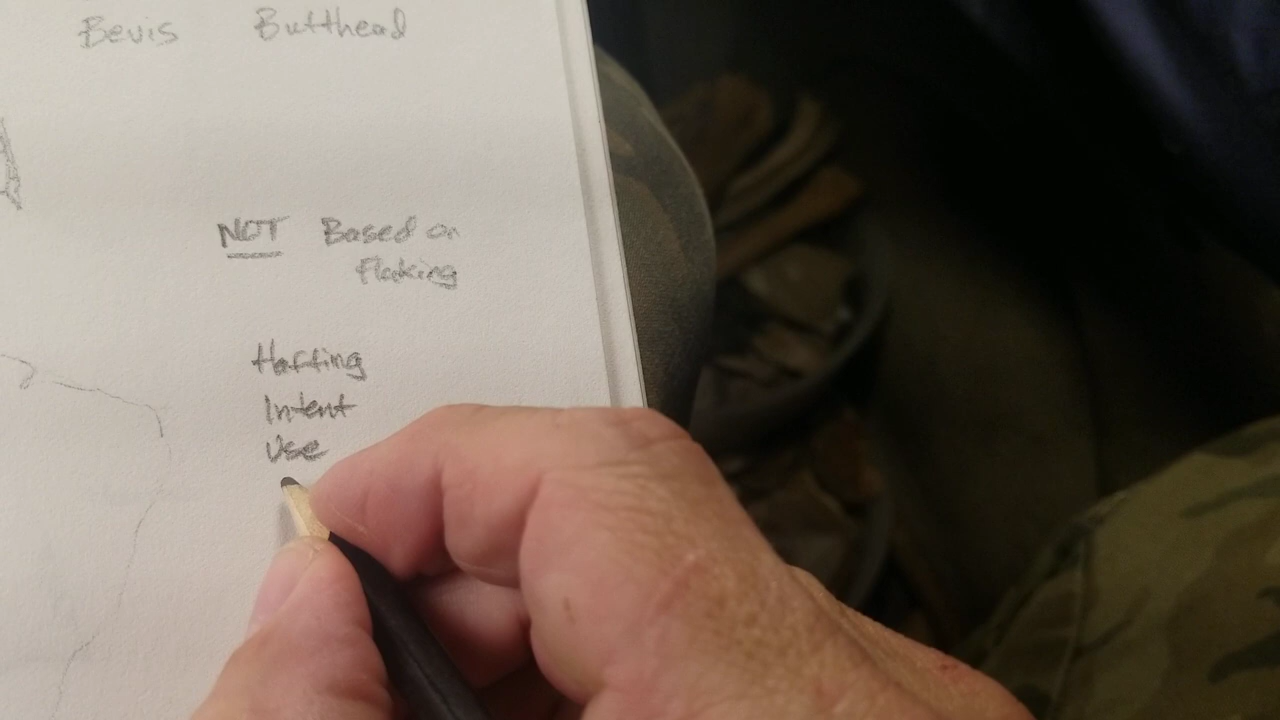 Bevis Butthead
NOT Based on
Flaking
Hafting
Intent
Use